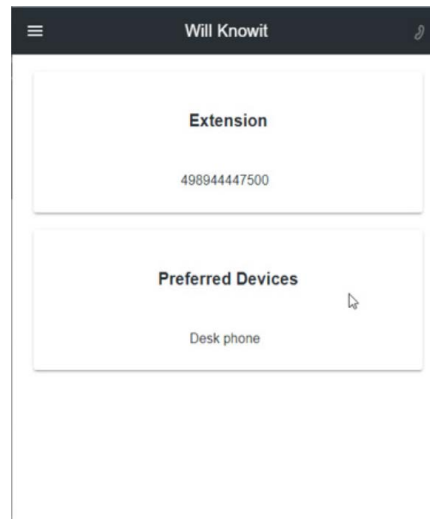 Will Knowit
Extension
498944447500
Preferred Devices
Desk phone